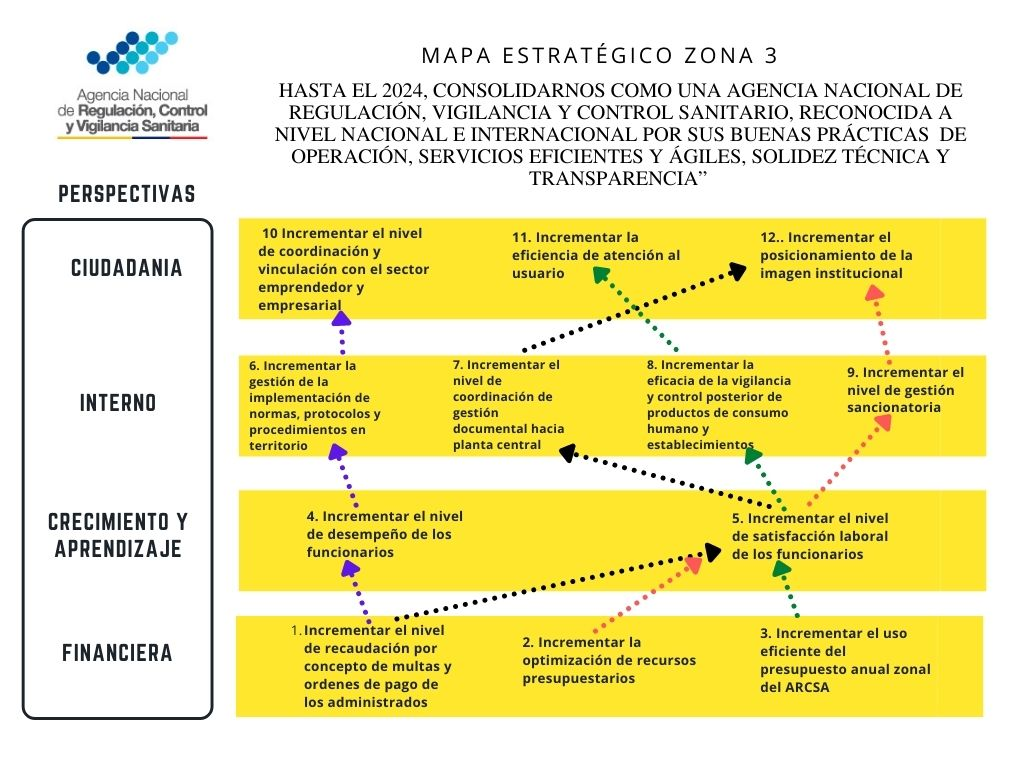 Agencia Nacional
de Regulación, Control
y Vigilancia Sanitaria
MAPA ESTRATÉGICO ZONA 3
HASTA EL 2024, CONSOLIDARNOS COMO UNA AGENCIA NACIONAL DE
REGULACIÓN, VIGILANCIA Y CONTROL SANITARIO, RECONOCIDA A
NIVEL NACIONAL E INTERNACIONAL POR SUS BUENAS PRÁCTICAS DE
OPERACIÓN, SERVICIOS EFICIENTES Y ÁGILES, SOLIDEZ TÉCNICA Y
TRANSPARENCIA”
PERSPECTIVAS
CIUDADANIA
10 Incrementar el nivel
de coordinación y
vinculación con el sector
emprendedor y
empresarial
11. Incrementar la
eficiencia de atención al
usuario
12.. Incrementar el
posicionamiento de la
imagen institucional
INTERNO
6. Incrementar la
gestión de la
implementación de
normas, protocolos y
procedimientos en
territorio
7. Incrementar el
nivel de
coordinación de
gestión
documental hacia
planta central
8. Incrementar la
eficacia de la vigilancia
y control posterior de
productos de consumo
humano y
establecimientos
9. Incrementar el
nivel de gestión
sancionatoria
CRECIMIENTO Y
APRENDIZAJE
4. Incrementar el nivel
de desempeño de los
funcionarios
5. Incrementar el nivel
de satisfacción laboral
de los funcionarios
FINANCIERA
1. Incrementar el nivel
de recaudación por
concepto de multas y
ordenes de pago de
los administrados
2. Incrementar la
optimización de recursos
presupuestarios
3. Incrementar el uso
eficiente del
presupuesto anual zonal
del ARCSA